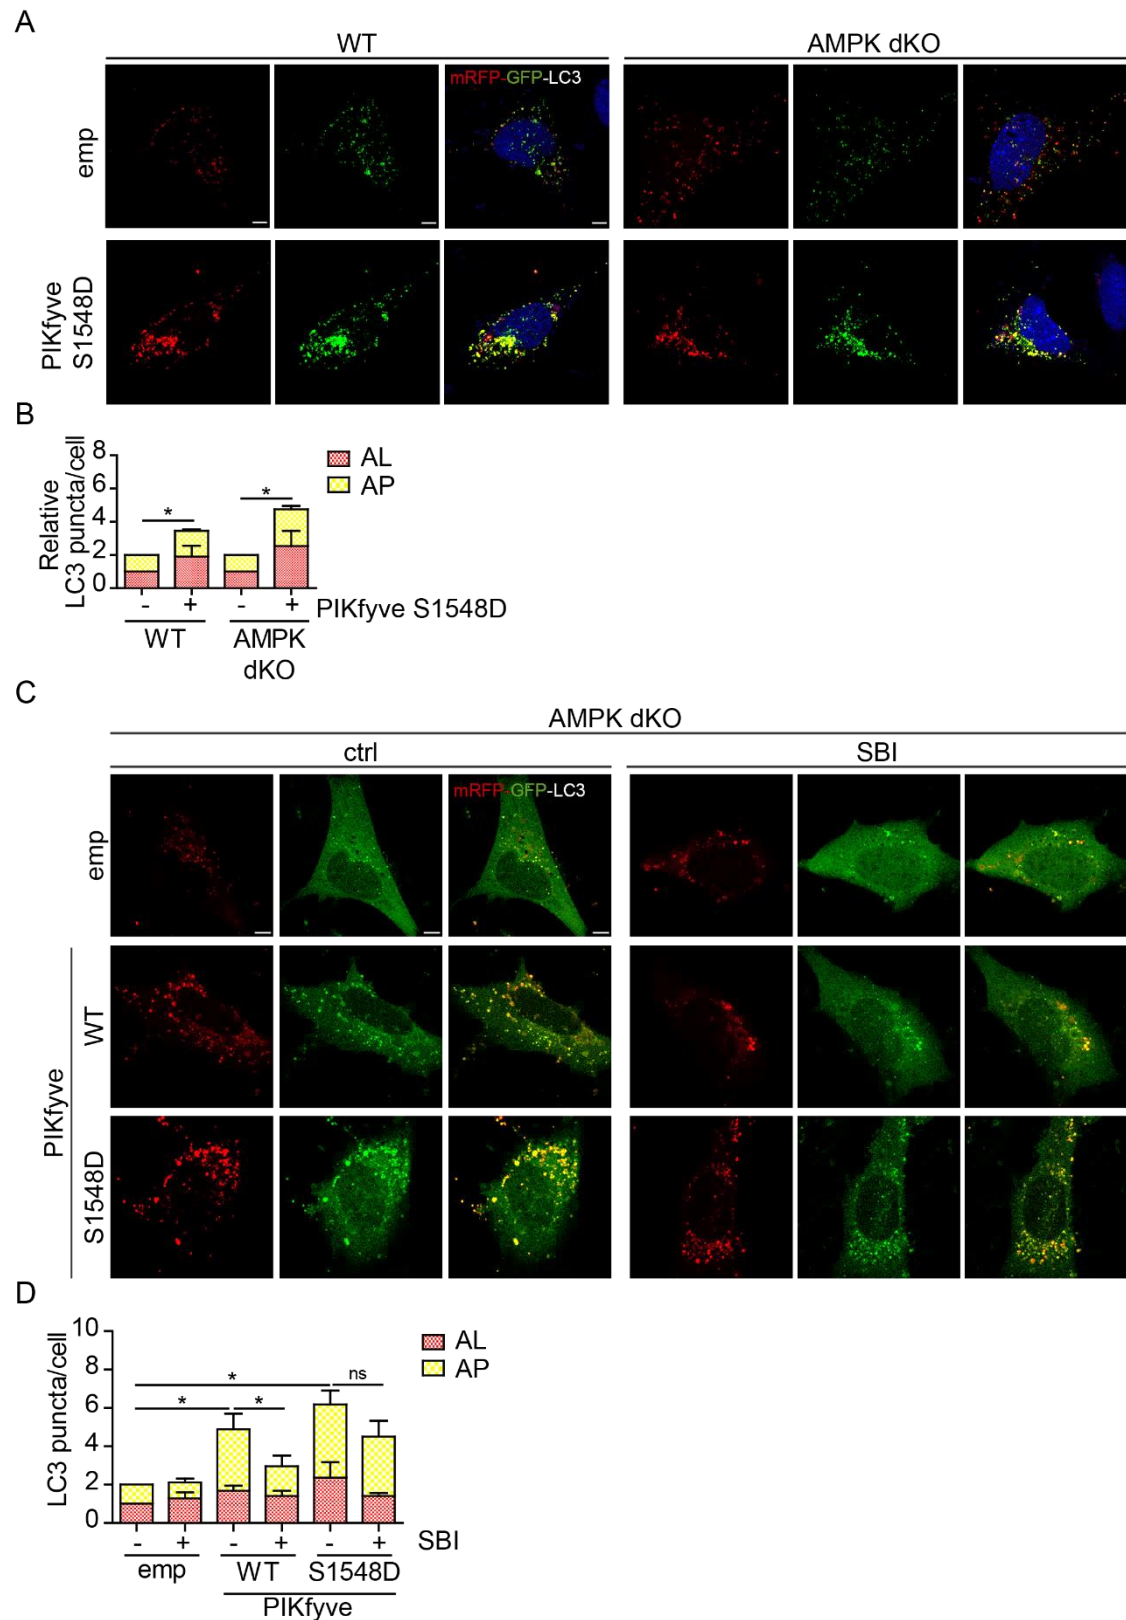 A
WT
AMPK dKO
mRFP-GFP-LC3
emp
PIKfyve
S1548D
B
Relative
LC3 puncta/cell
8
6
4
2
0
*
*
AL
AP
- + - + PIKfyve S1548D
WT
AMPK
dKO
C
AMPK dKO
ctrl
SBI
mRFP-GFP-LC3
emp
PIKfyve
WT
S1548D
D
LC3 puncta/cell
10
8
6
4
2
0
*
*
*
ns
AL
AP
- + - + - + SBI
emp
WT
S1548D
PIKfyve